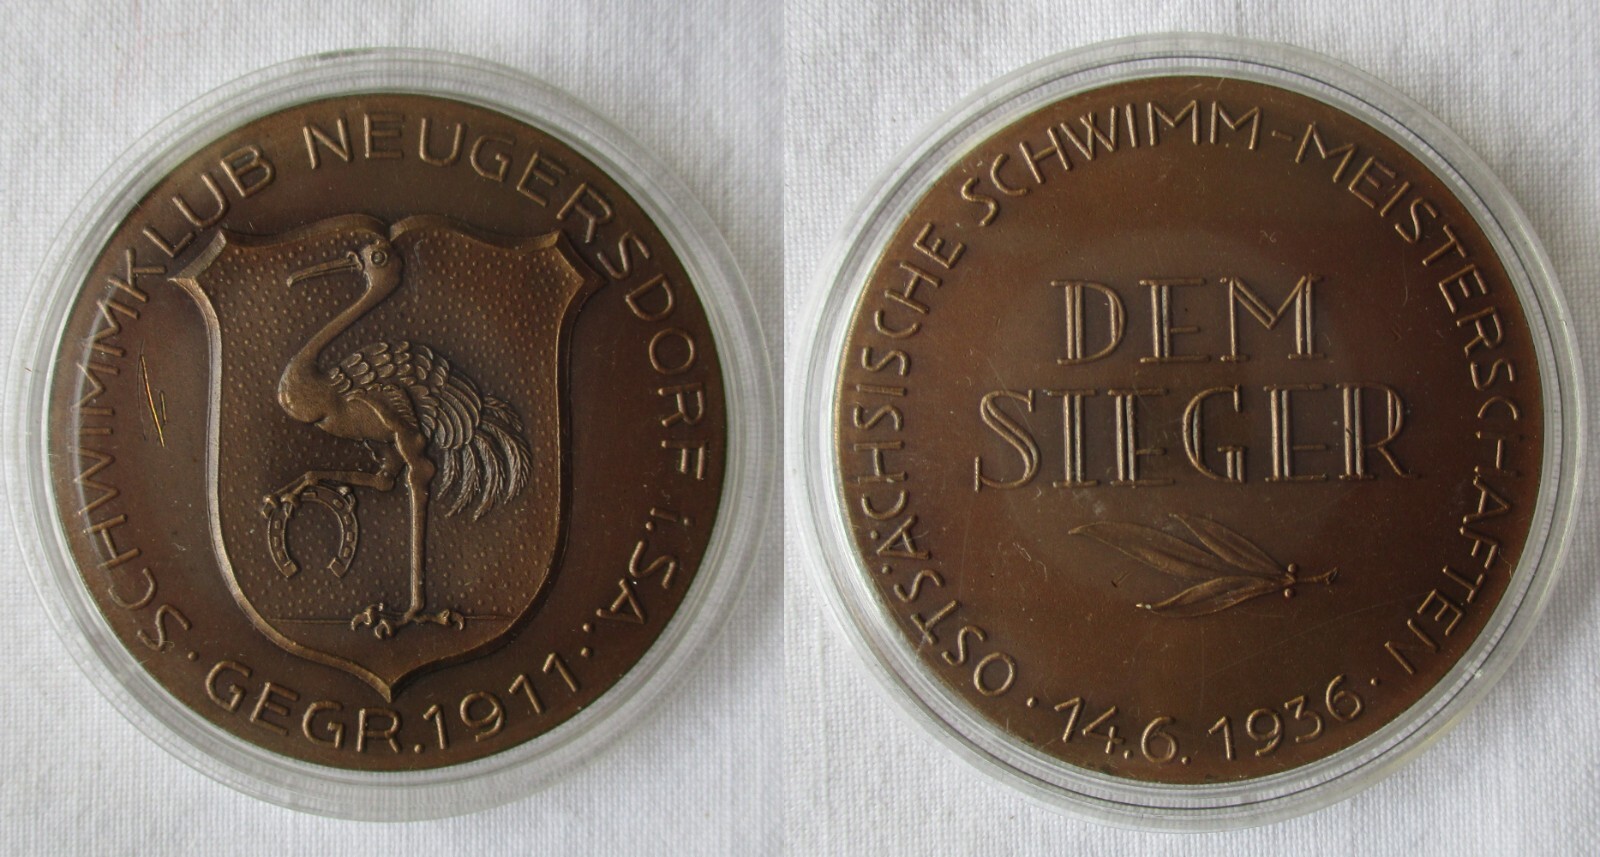 SCHWIMMKLUB NEUGERSDORF i. SA.
· GEGR. 1911.
OSTSÄCHSISCHE SCHWIMM-MEISTERSCHAFTEN
DEM
SIEGER
· 14.6.1936 ·